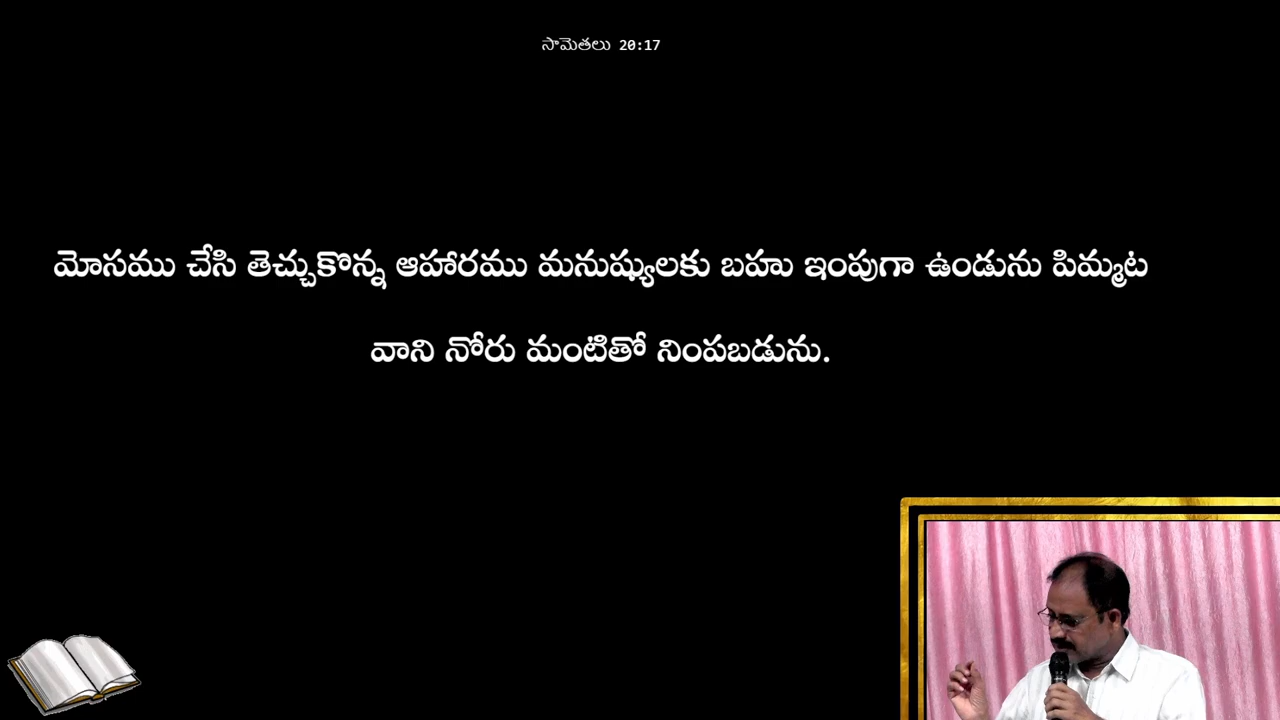 సామెతలు 20:17
మోసము చేసి తెచ్చుకొన్న ఆహారము మనుష్యులకు బహు ఇంపుగా ఉండును పిమ్మట
వాని నోరు మంటితో నింపబడును.